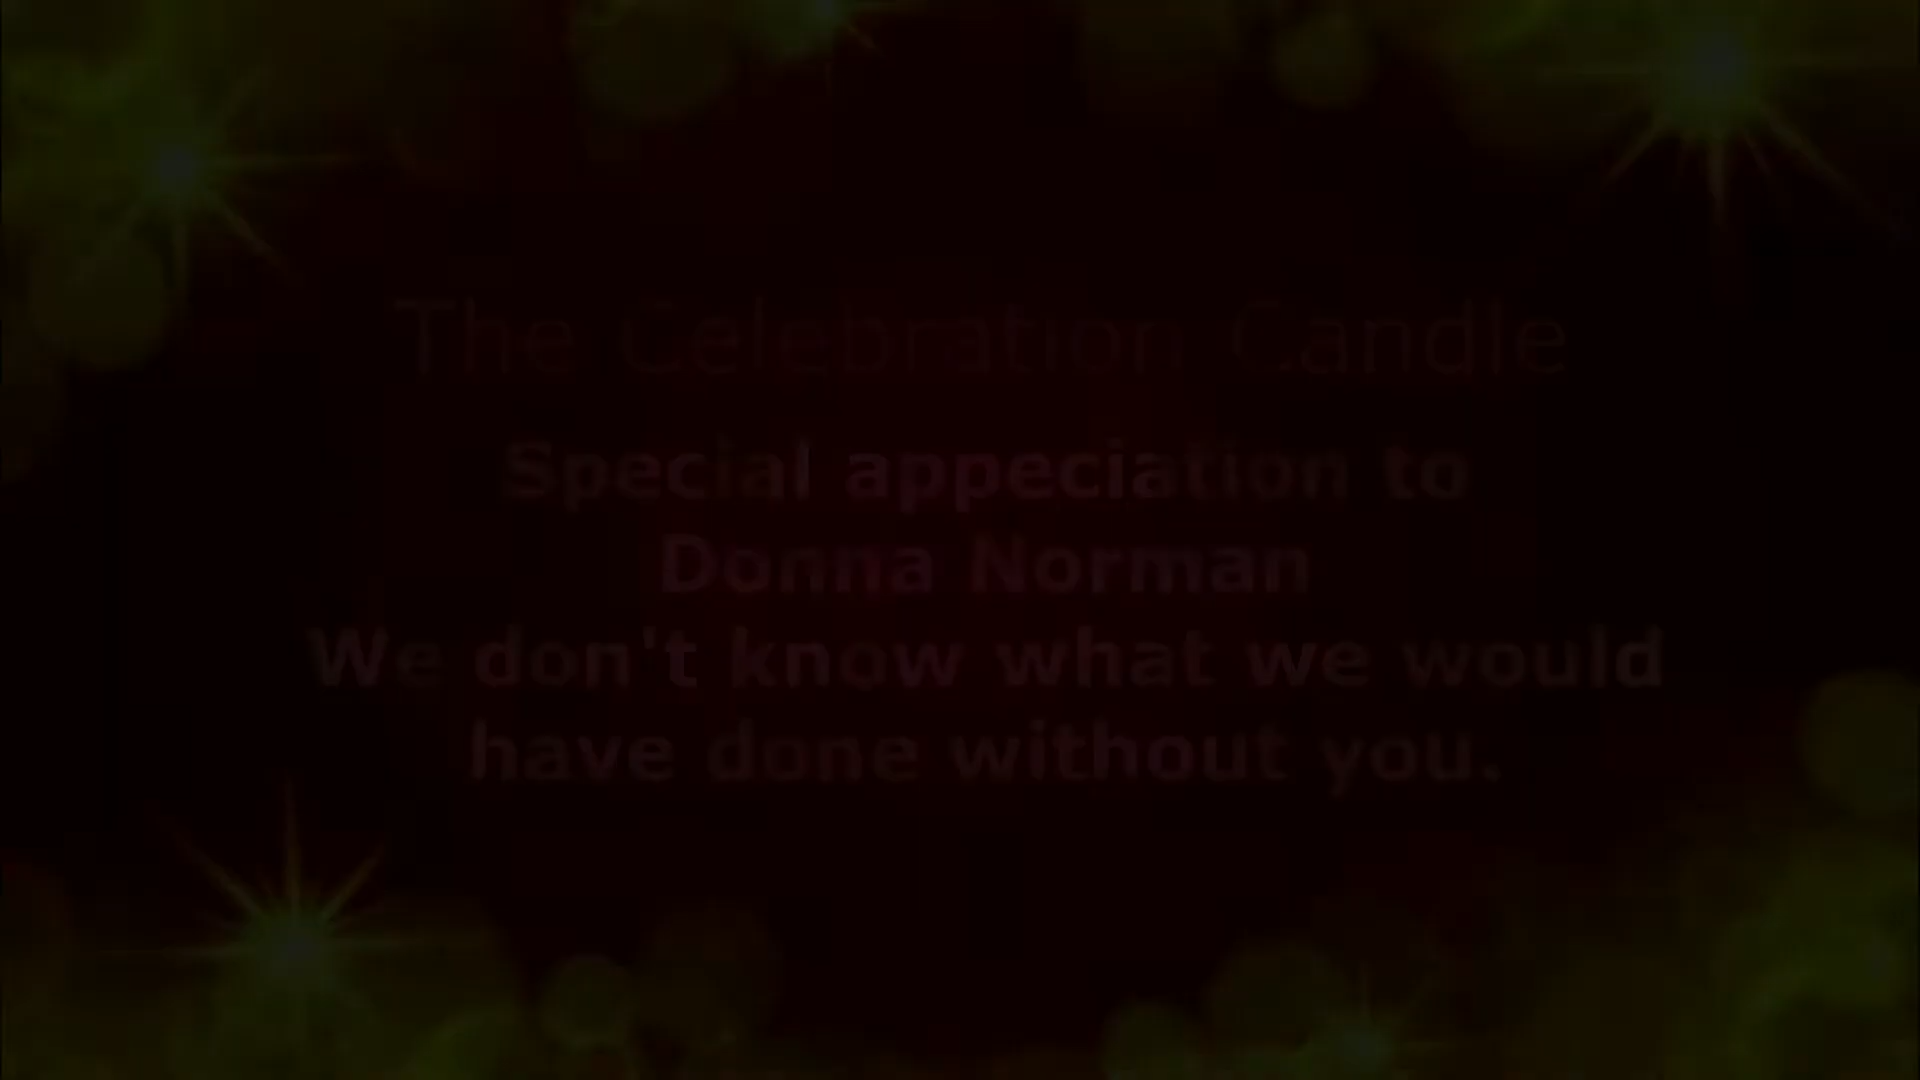 The Celebration Candle
Special appeciation to
Donna Norman
We don't know what we would
have done without you.